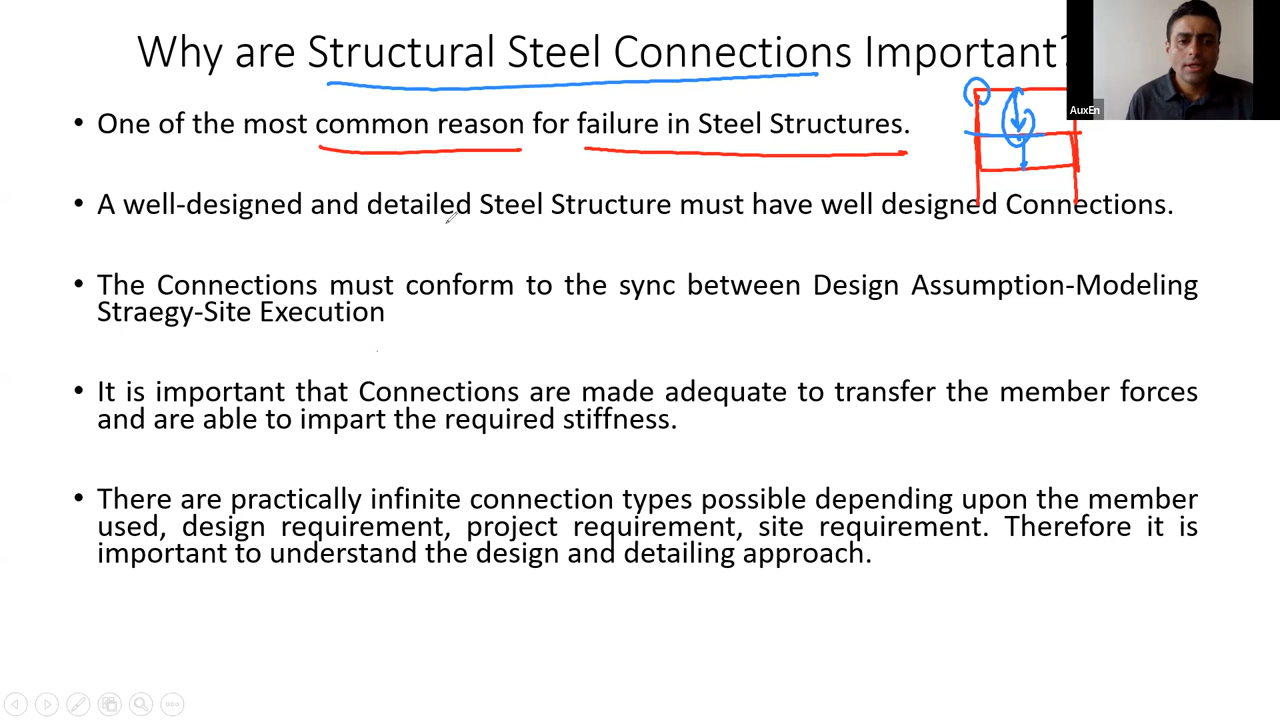 Why are Structural Steel Connections Important?
AuxEn
• One of the most common reason for failure in Steel Structures.
• A well-designed and detailed Steel Structure must have well designed Connections.
• The Connections must conform to the sync between Design Assumption-Modeling
Straegy-Site Execution
• It is important that Connections are made adequate to transfer the member forces
and are able to impart the required stiffness.
• There are practically infinite connection types possible depending upon the member
used, design requirement, project requirement, site requirement. Therefore it is
important to understand the design and detailing approach.